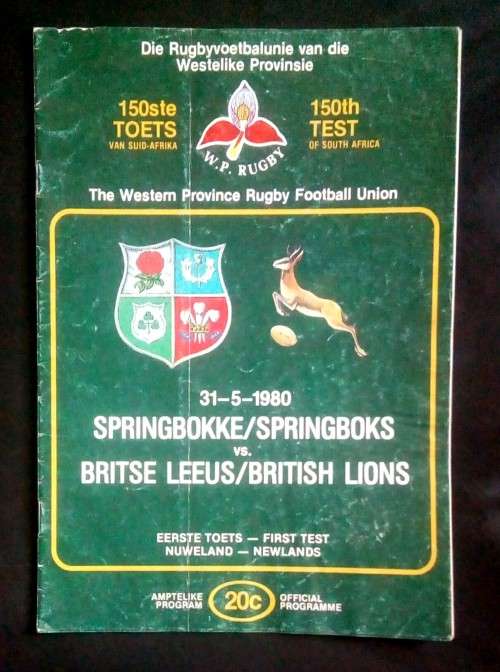 Die Rugbyvoetbalunie van die
Westelike Provinsie
150ste
TOETS
VAN SUID-AFRIKA
150th
TEST
OF SOUTH AFRICA
W.P. RUGBY
The Western Province Rugby Football Union
31-5-1980
SPRINGBOKKE/SPRINGBOKS
vs.
BRITSE LEEUS/BRITISH LIONS
EERSTE TOETS — FIRST TEST
NUWELAND — NEWLANDS
AMPTELIKE
PROGRAM
20c
OFFICIAL
PROGRAMME